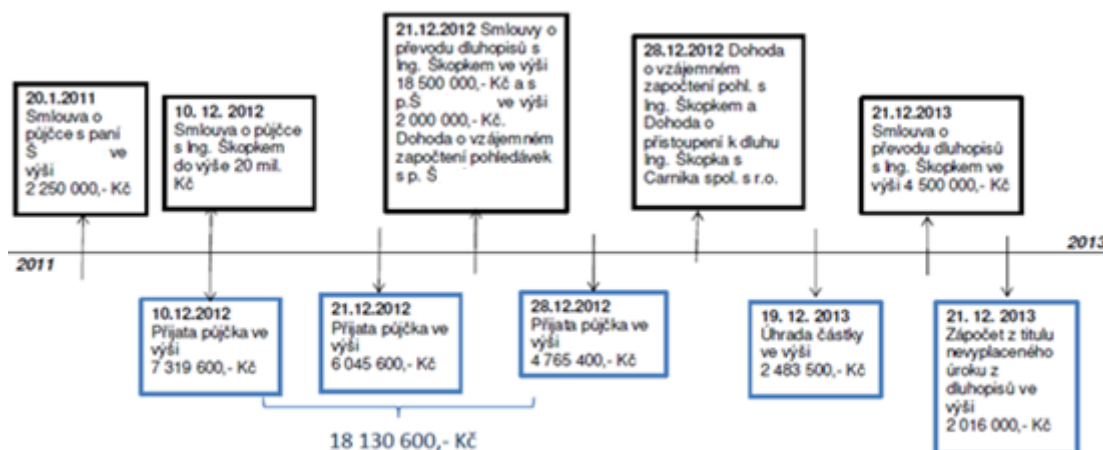 20.1.2011
Smlouva o
půjčce s paní
Š ve
výši
2 250 000,- Kč
10. 12. 2012
Smlouva o půjčce
s Ing. Škopkem
do výše 20 mil.
Kč
21.12.2012 Smlouvy o
převodu dluhopisů s
Ing. Škopkem ve výši
18 500 000,- Kč a s
p.Š ve výši
2 000 000,- Kč.
Dohoda o vzájemném
započtení pohledávek
s p. Š
28.12.2012 Dohoda
o vzájemném
započtení pohl. s
Ing. Škopkem a
Dohoda o
přistoupení k dluhu
Ing. Škopka s
Carnika spol. s r.o.
21.12.2013
Smlouva o
převodu dluhopisů
s Ing. Škopkem ve
výši 4 500 000,- Kč
2011
2013
10.12.2012
Přijata půjčka ve
výši
7 319 600,- Kč
21.12.2012
Přijata půjčka ve
výši
6 045 600,- Kč
28.12.2012
Přijata půjčka ve
výši
4 765 400,- Kč
19. 12. 2013
Úhrada částky
ve výši
2 483 500,- Kč
21. 12. 2013
Zápočet z titulu
nevyplaceného
úroku z
dluhopisů ve
výši
2 016 000,- Kč
18 130 600,- Kč